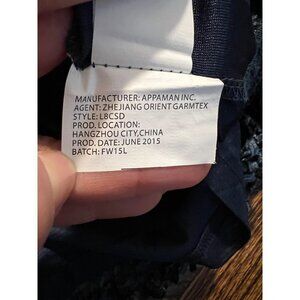 MANUFACTURER: APPAMAN INC.
AGENT: ZHEJIANG ORIENT GARMTEX
STYLE: L8CSD
PROD. LOCATION:
HANGZHOU CITY,CHINA
PROD. DATE: JUNE 2015
BATCH: FW15L